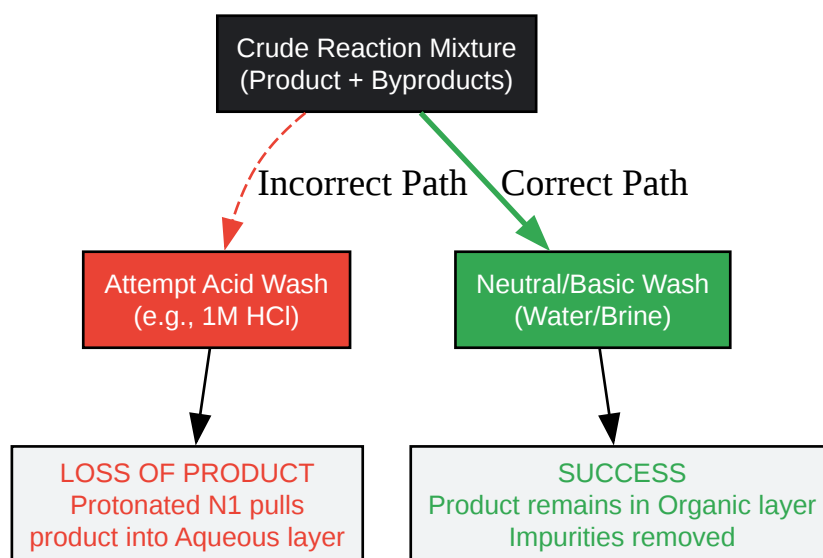 Crude Reaction Mixture
(Product + Byproducts)
Incorrect Path
Correct Path
Attempt Acid Wash
(e.g., 1M HCl)
Neutral/Basic Wash
(Water/Brine)
LOSS OF PRODUCT
Protonated N1 pulls
product into Aqueous layer
SUCCESS
Product remains in Organic layer
Impurities removed